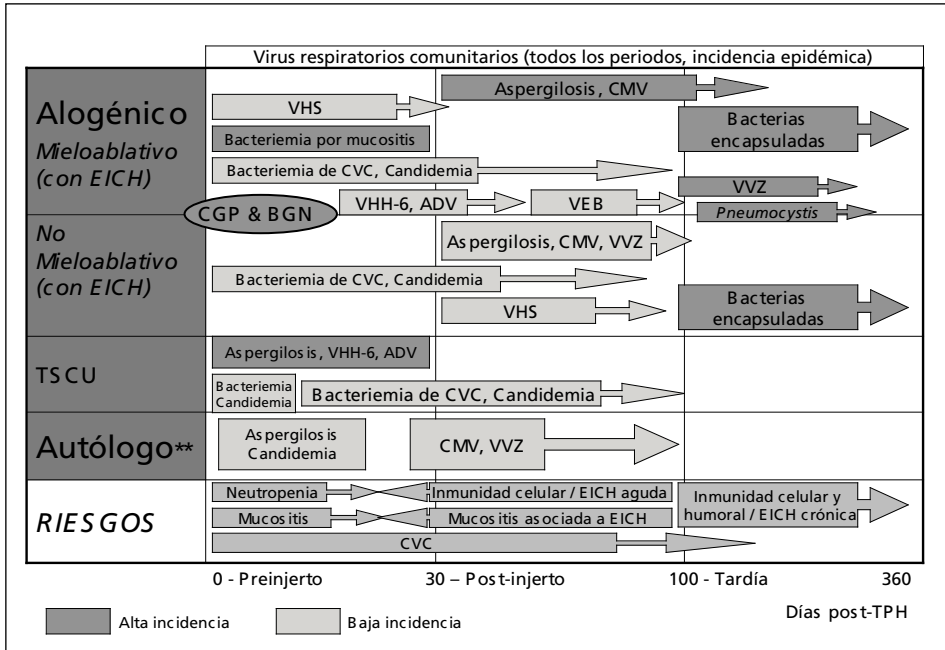 Virus respiratorios comunitarios (todos los periodos, incidencia epidémica)
Alogénico
Mieloablativo
(con EICH)
Aspergilosis, CMV
VHS
Bacterias
encapsuladas
Bacteriemia por mucositis
Bacteriemia de CVC, Candidemia
VVZ
VHH-6, ADV
VEB
CGP & BGN
Pneumocystis
No
Mieloablativo
(con EICH)
Aspergilosis, CMV, VVZ
Bacteriemia de CVC, Candidemia
VHS
Bacterias
encapsuladas
TSCU
Aspergilosis, VHH-6, ADV
Bacteriemia
Candidemia
Bacteriemia de CVC, Candidemia
Autólogo**
Aspergilosis
Candidemia
CMV, VVZ
RIESGOS
Neutropenia
Inmunidad celular / EICH aguda
Inmunidad celular y
humoral / EICH crónica
Mucositis
Mucositis asociada a EICH
CVC
0 - Preinjerto
30 – Post-injerto
100 - Tardía
360
Días post-TPH
Alta incidencia
Baja incidencia